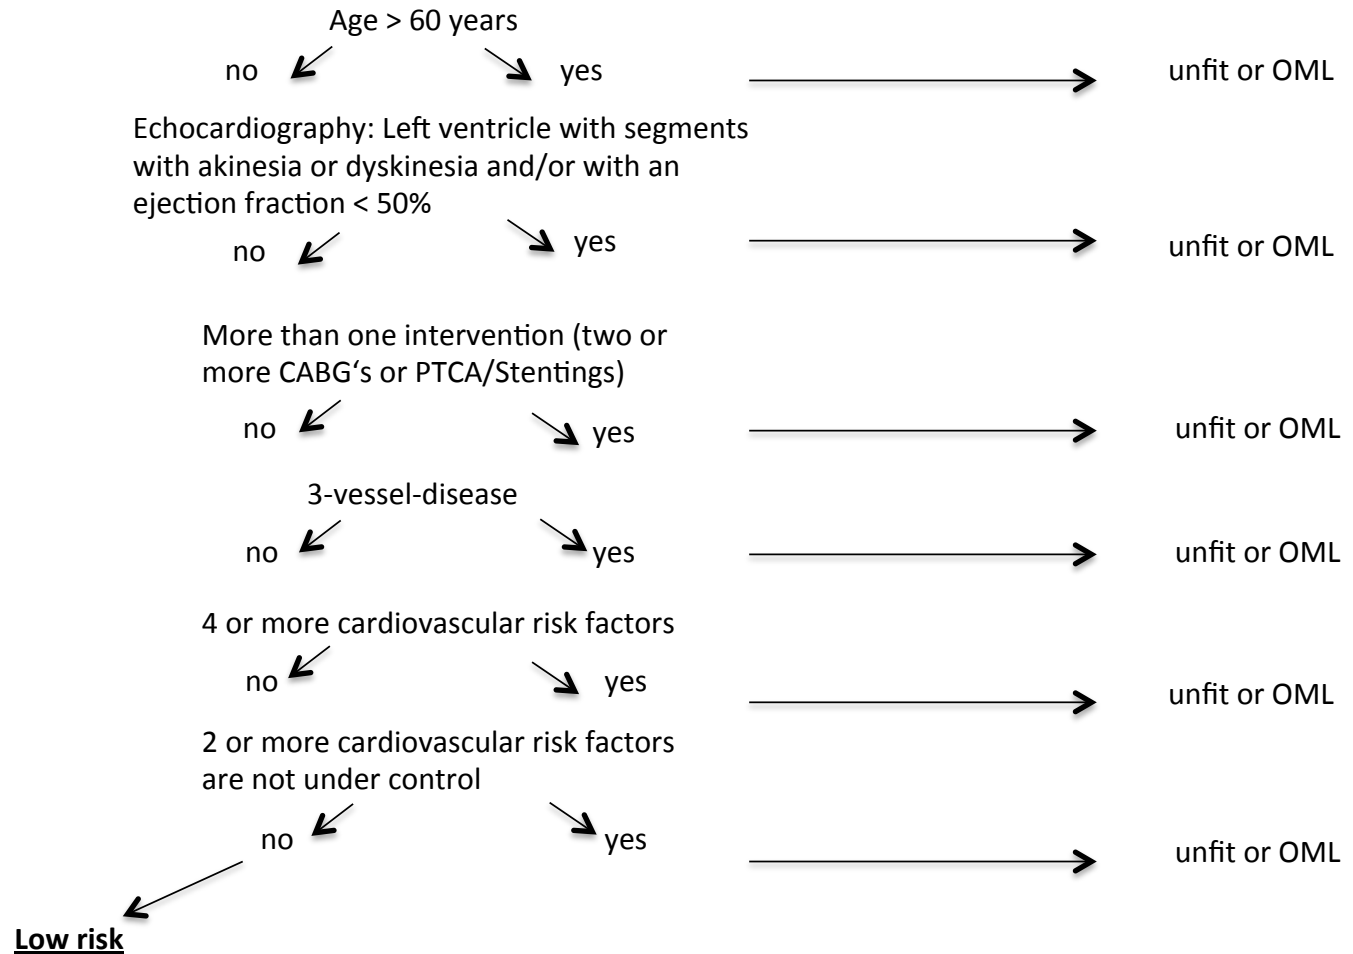 Age > 60 years
no
yes
unfit or OML
Echocardiography: Left ventricle with segments
with akinesia or dyskinesia and/or with an
ejection fraction < 50%
no
yes
unfit or OML
More than one intervention (two or
more CABG‘s or PTCA/Stentings)
no
yes
unfit or OML
3-vessel-disease
no
yes
unfit or OML
4 or more cardiovascular risk factors
no
yes
unfit or OML
2 or more cardiovascular risk factors
are not under control
no
yes
unfit or OML
Low risk